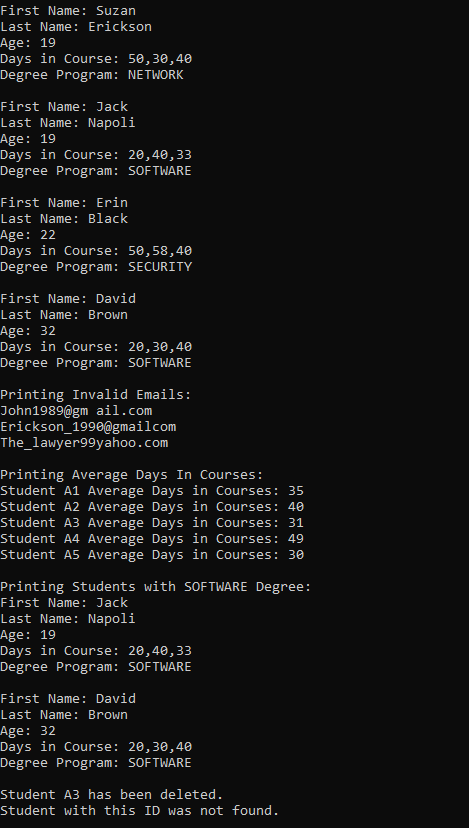 First Name: Suzan
Last Name: Erickson
Age: 19
Days in Course: 50,30,40
Degree Program: NETWORK
First Name: Jack
Last Name: Napoli
Age: 19
Days in Course: 20,40,33
Degree Program: SOFTWARE
First Name: Erin
Last Name: Black
Age: 22
Days in Course: 50,58,40
Degree Program: SECURITY
First Name: David
Last Name: Brown
Age: 32
Days in Course: 20,30,40
Degree Program: SOFTWARE
Printing Invalid Emails:
John1989@gm ail.com
Erickson_1990@gmailcom
The_lawyer99yahoo.com
Printing Average Days In Courses:
Student A1 Average Days in Courses: 35
Student A2 Average Days in Courses: 40
Student A3 Average Days in Courses: 31
Student A4 Average Days in Courses: 49
Student A5 Average Days in Courses: 30
Printing Students with SOFTWARE Degree:
First Name: Jack
Last Name: Napoli
Age: 19
Days in Course: 20,40,33
Degree Program: SOFTWARE
First Name: David
Last Name: Brown
Age: 32
Days in Course: 20,30,40
Degree Program: SOFTWARE
Student A3 has been deleted.
Student with this ID was not found.